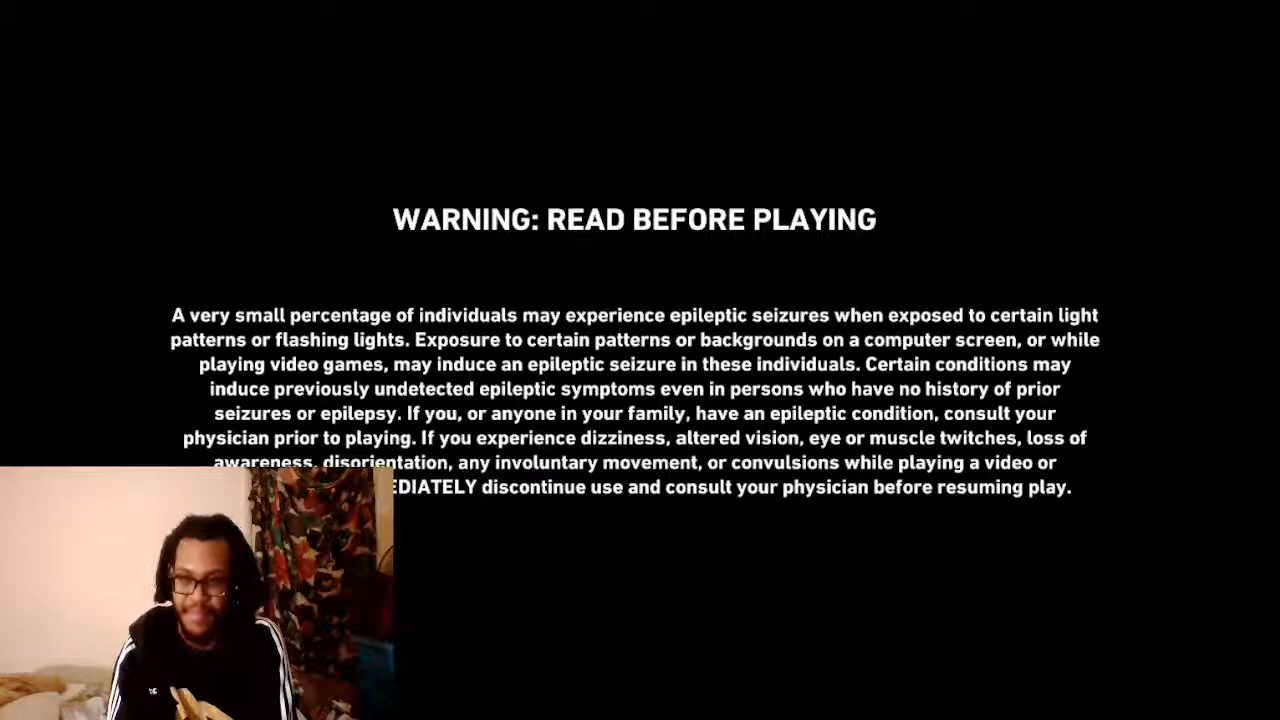 WARNING: READ BEFORE PLAYING
A very small percentage of individuals may experience epileptic seizures when exposed to certain light
patterns or flashing lights. Exposure to certain patterns or backgrounds on a computer screen, or while
playing video games, may induce an epileptic seizure in these individuals. Certain conditions may
induce previously undetected epileptic symptoms even in persons who have no history of prior
seizures or epilepsy. If you, or anyone in your family, have an epileptic condition, consult your
physician prior to playing. If you experience dizziness, altered vision, eye or muscle twitches, loss of
awareness, disorientation, any involuntary movement, or convulsions while playing a video or
EDIATELY discontinue use and consult your physician before resuming play.